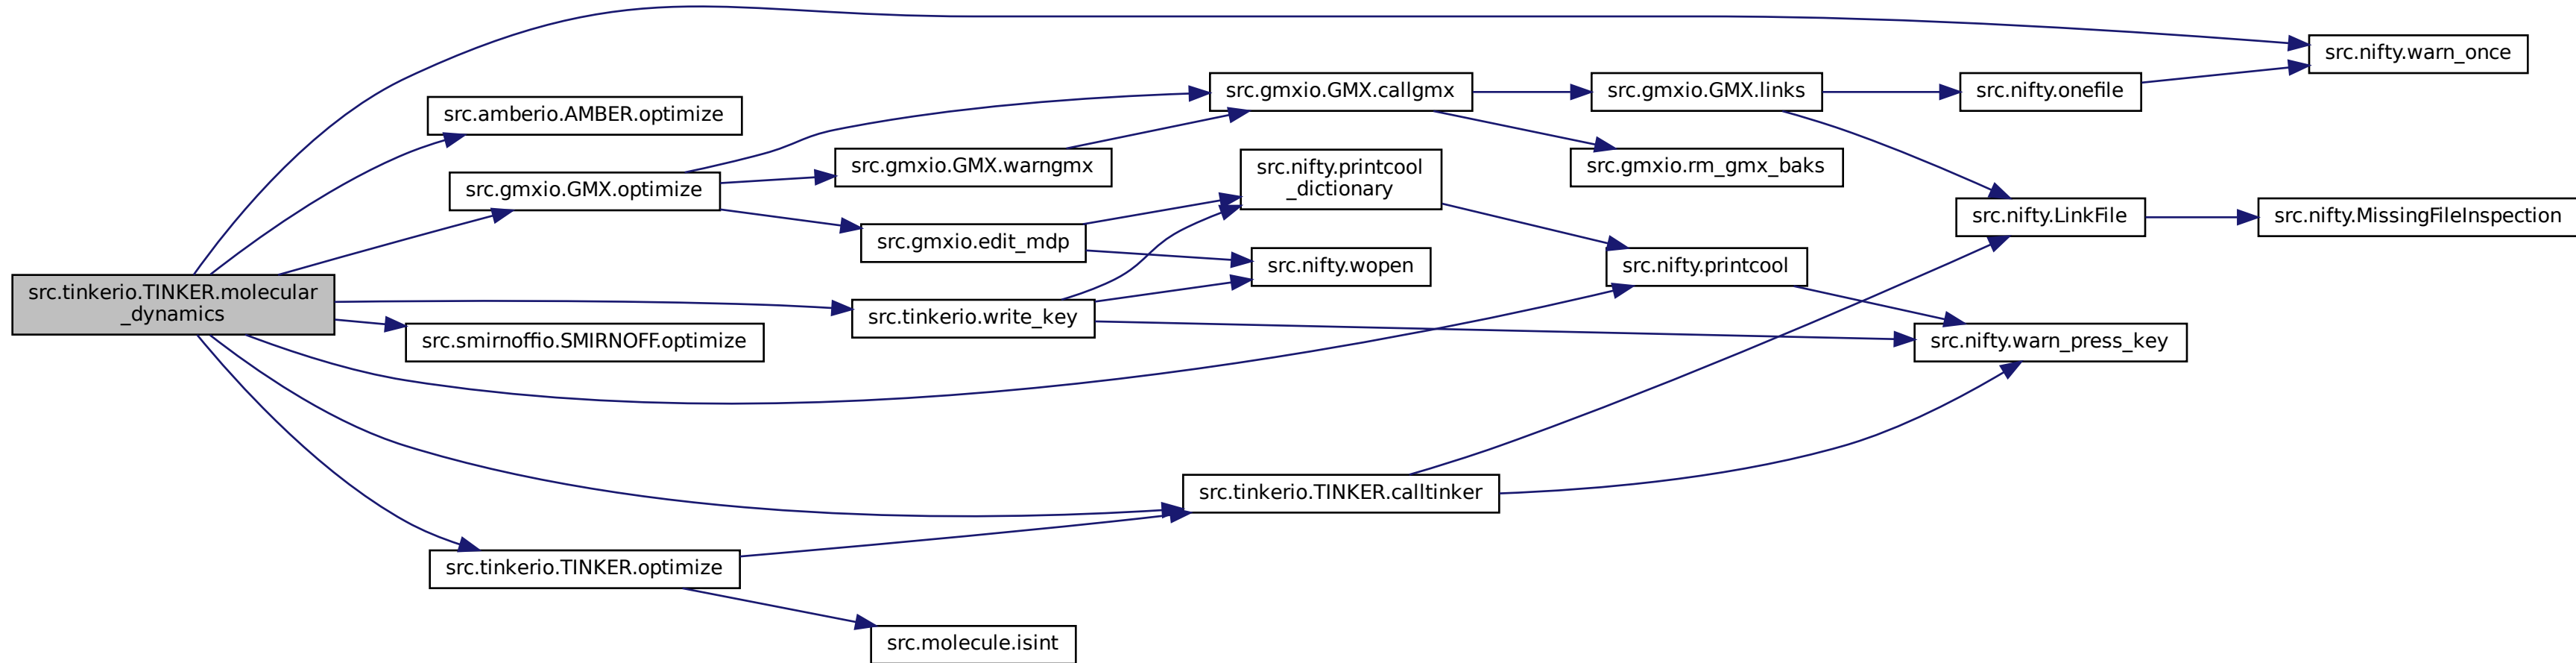 src.nifty.warn_once
src.gmxio.GMX.callgmx
src.gmxio.GMX.links
src.nifty.onefile
src.amberio.AMBER.optimize
src.gmxio.GMX.warngmx
src.gmxio.rm_gmx_baks
src.nifty.printcool
_dictionary
src.gmxio.GMX.optimize
src.nifty.LinkFile
src.nifty.MissingFileInspection
src.gmxio.edit_mdp
src.nifty.wopen
src.nifty.printcool
src.tinkerio.TINKER.molecular
_dynamics
src.tinkerio.write_key
src.smirnoffio.SMIRNOFF.optimize
src.nifty.warn_press_key
src.tinkerio.TINKER.calltinker
src.tinkerio.TINKER.optimize
src.molecule.isint